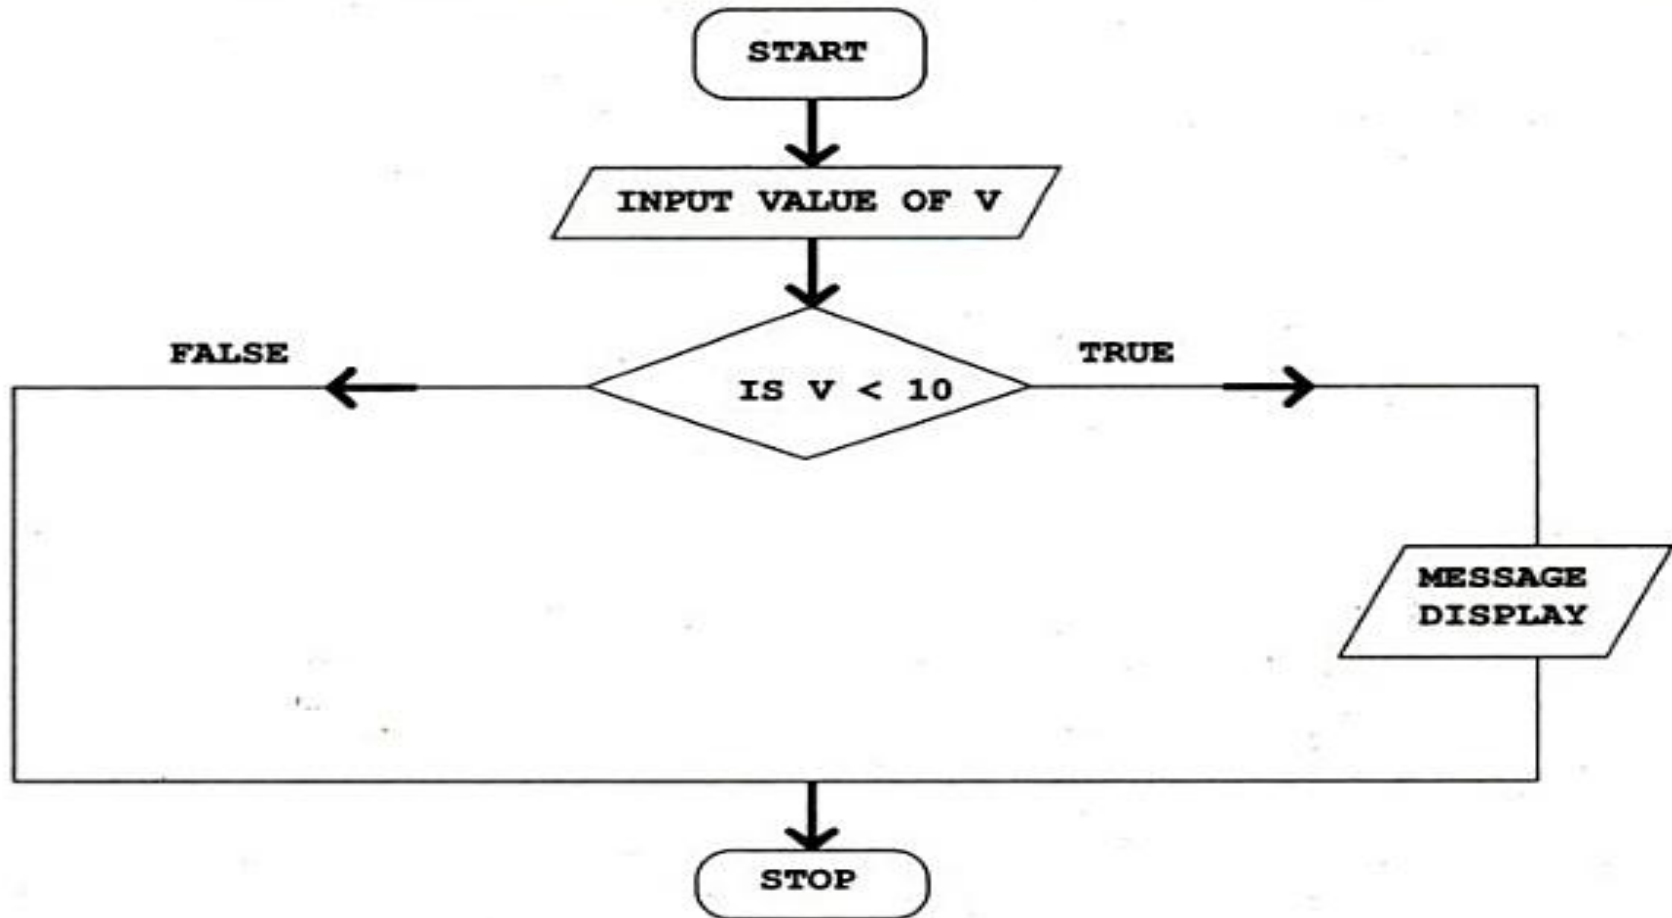 START
INPUT VALUE OF V
FALSE
TRUE
IS V < 10
MESSAGE
DISPLAY
STOP